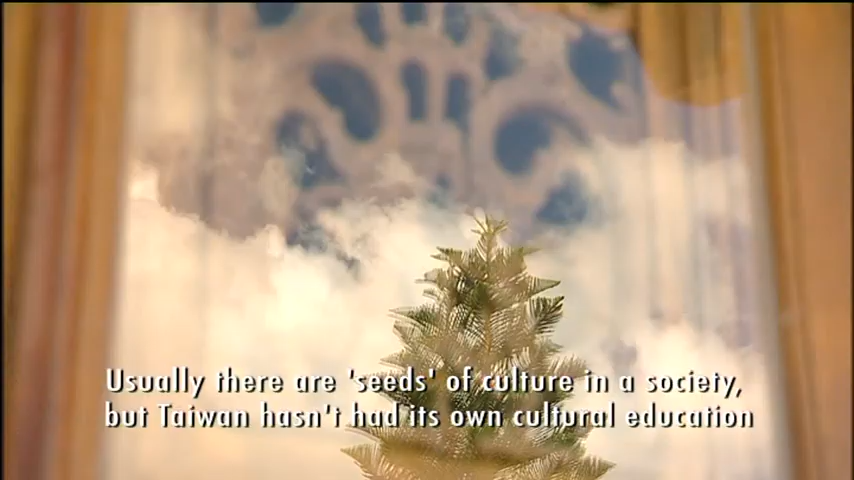 Usually there are 'seeds' of culture in a society,
but Taiwan hasn't had its own cultural education